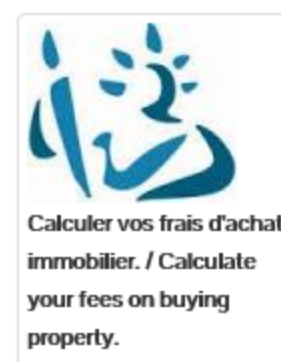 Calculer vos frais d'achat
immobilier. / Calculate
your fees on buying
property.